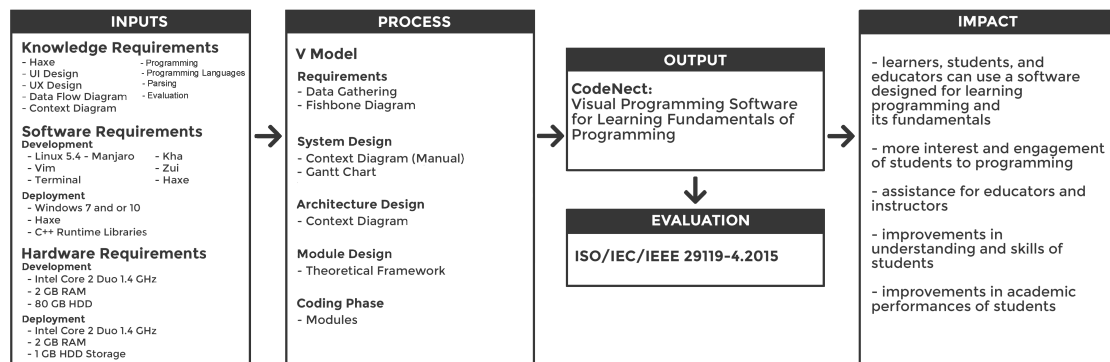 INPUTS
Knowledge Requirements
- Haxe
- UI Design
- UX Design
- Data Flow Diagram
- Context Diagram
- Programming
- Programming Languages
- Parsing
- Evaluation
Software Requirements
Development
- Linux 5.4 - Manjaro
- Vim
- Terminal
- Kha
- Zui
- Haxe
Deployment
- Windows 7 and or 10
- Haxe
- C++ Runtime Libraries
Hardware Requirements
Development
- Intel Core 2 Duo 1.4 GHz
- 2 GB RAM
- 80 GB HDD
Deployment
- Intel Core 2 Duo 1.4 GHz
- 2 GB RAM
- 1 GB HDD Storage
PROCESS
V Model
Requirements
- Data Gathering
- Fishbone Diagram
System Design
- Context Diagram (Manual)
- Gantt Chart
Architecture Design
- Context Diagram
Module Design
- Theoretical Framework
Coding Phase
- Modules
OUTPUT
CodeNect:
Visual Programming Software
for Learning Fundamentals of
Programming
EVALUATION
ISO/IEC/IEEE 29119-4.2015
IMPACT
- learners, students, and
educators can use a software
designed for learning
programming and
its fundamentals
- more interest and engagement
of students to programming
- assistance for educators and
instructors
- improvements in
understanding and skills of
students
- improvements in academic
performances of students